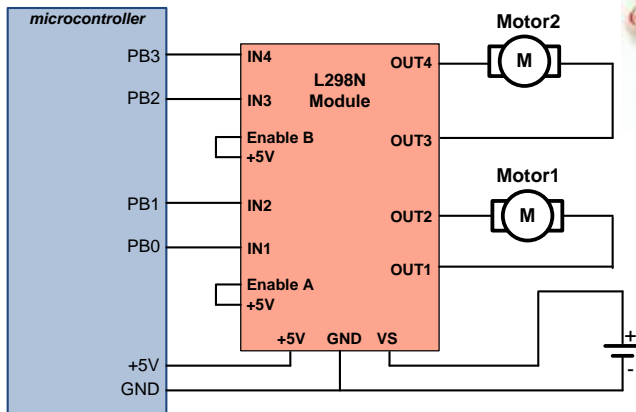 microcontroller
Motor2
PB3
IN4
OUT4
M
L298N
Module
PB2
IN3
Enable B
+5V
OUT3
Motor1
PB1
IN2
OUT2
M
PB0
IN1
OUT1
Enable A
+5V
+5V GND VS
+
-
+5V
GND